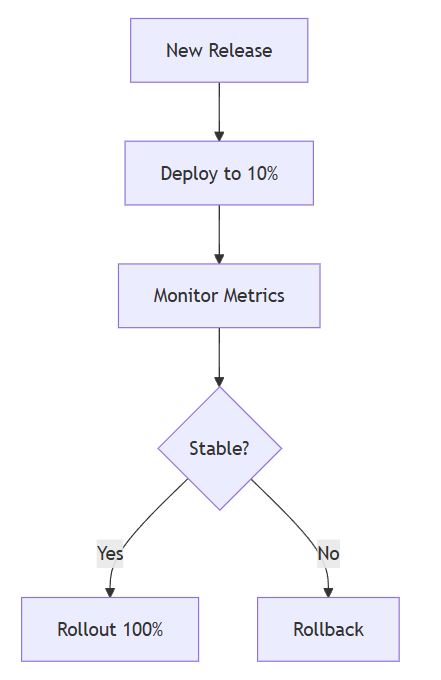 New Release
Deploy to 10%
Monitor Metrics
Stable?
Yes
No
Rollout 100%
Rollback